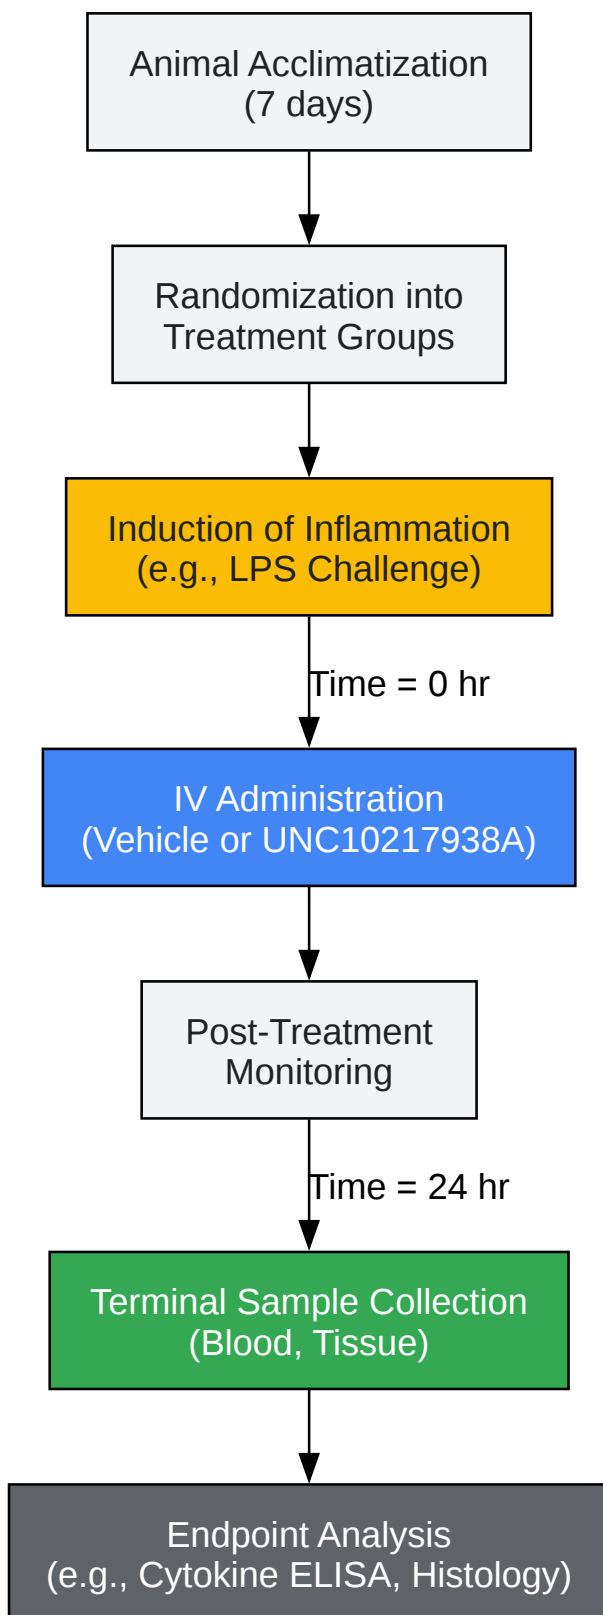 Animal Acclimatization
(7 days)
Randomization into
Treatment Groups
Induction of Inflammation
(e.g., LPS Challenge)
Time = 0 hr
IV Administration
(Vehicle or UNC10217938A)
Post-Treatment
Monitoring
Time = 24 hr
Terminal Sample Collection
(Blood, Tissue)
Endpoint Analysis
(e.g., Cytokine ELISA, Histology)